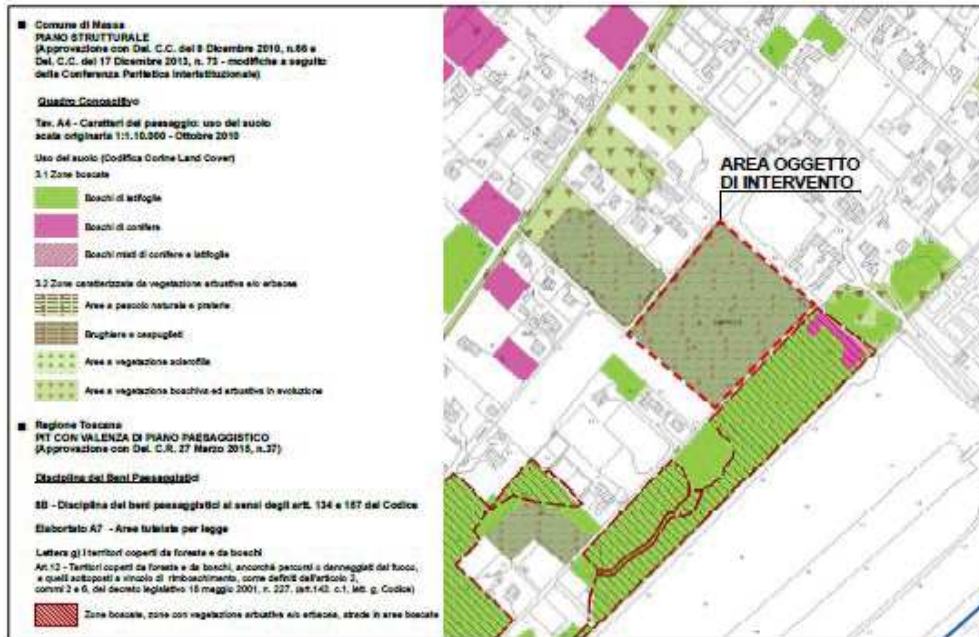 Comune di Massa
PIANO STRUTTURALE
(Approvazione con Del. C.C. del 8 Dicembre 2010, n.66 e
Del. C.C. del 17 Dicembre 2013, n. 73 - modifiche a seguito
della Conferenza Paritetica Interistituzionale)
Quadro Conoscitivo
Tav. A4 - Caratteri del paesaggio: uso del suolo
scala originaria 1:1.10.000 - Ottobre 2010
Uso del suolo (Codifica Corine Land Cover)
3.1 Zone boscate
Boschi di latifoglie
Boschi di conifere
Boschi misti di conifere e latifoglie
3.2 Zone caratterizzate da vegetazione arbustiva e/o erbacea
Aree a pascolo naturale e praterie
Brughiere e cespuglieti
Aree a vegetazione sclerofila
Aree a vegetazione boschiva ed arbustiva in evoluzione
Regione Toscana
PIT CON VALENZA DI PIANO PAESAGGISTICO
(Approvazione con Del. C.R. 27 Marzo 2015, n.37)
Disciplina dei Beni Paesaggistici
8B - Disciplina dei beni paesaggistici ai sensi degli artt. 134 e 157 del Codice
Elaborato A7 - Aree tutelate per legge
Lettera g) I territori coperti da foreste e da boschi
Art.12 - Territori coperti da foreste e da boschi, ancorché percorsi o danneggiati dal fuoco,
e quelli sottoposti a vincolo di rimboschimento, come definiti dall'articolo 2,
commi 2 e 6, del decreto legislativo 18 maggio 2001, n. 227. (art.142. c.1, lett. g, Codice)
Zone boscate, zone con vegetazione arbustiva e/o erbacea, strade in aree boscate
AREA OGGETTO
DI INTERVENTO